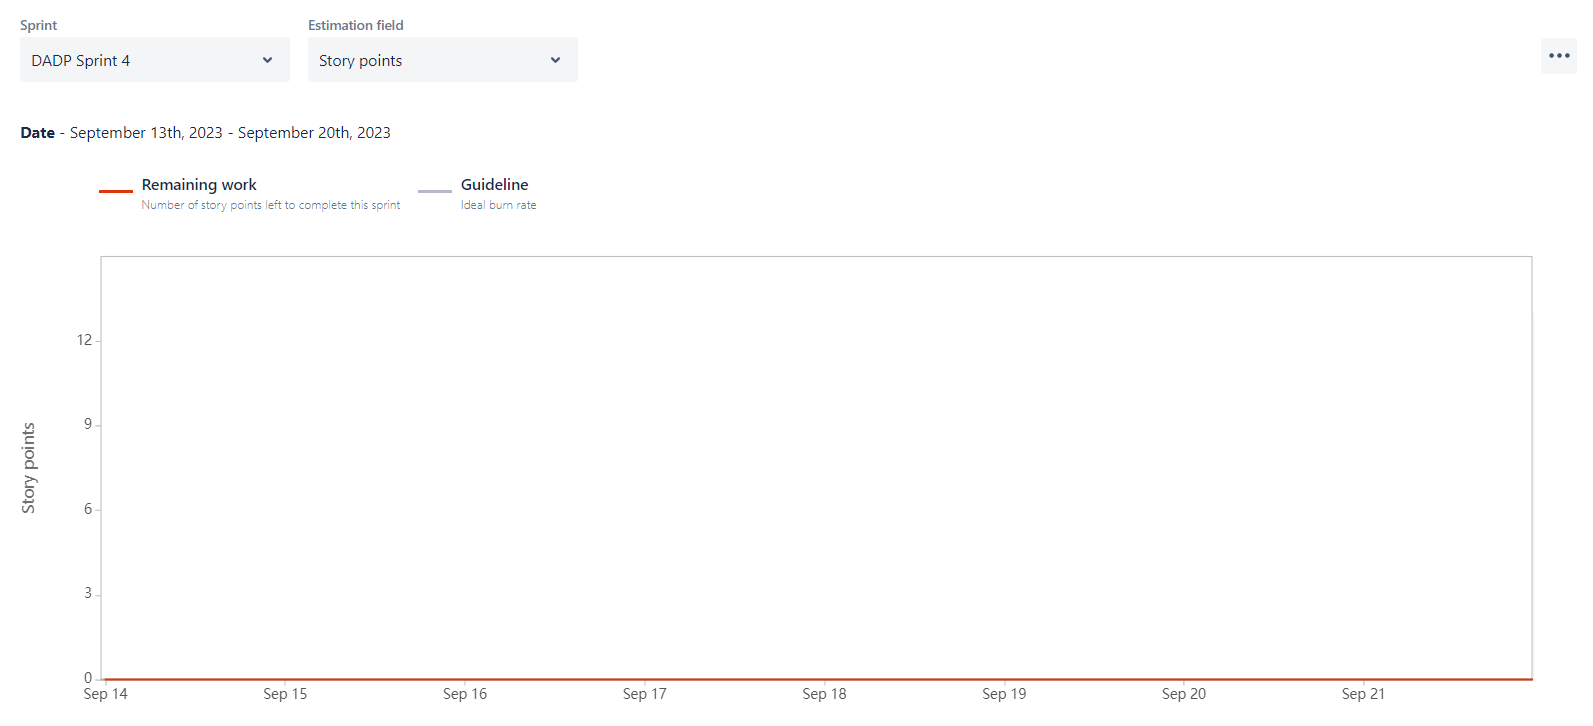 Sprint
Estimation field
DADP Sprint 4
Story points
Date - September 13th, 2023 - September 20th, 2023
Remaining work
Number of story points left to complete this sprint
Guideline
Ideal burn rate
Story points
12
9
6
3
0
Sep 14
Sep 15
Sep 16
Sep 17
Sep 18
Sep 19
Sep 20
Sep 21